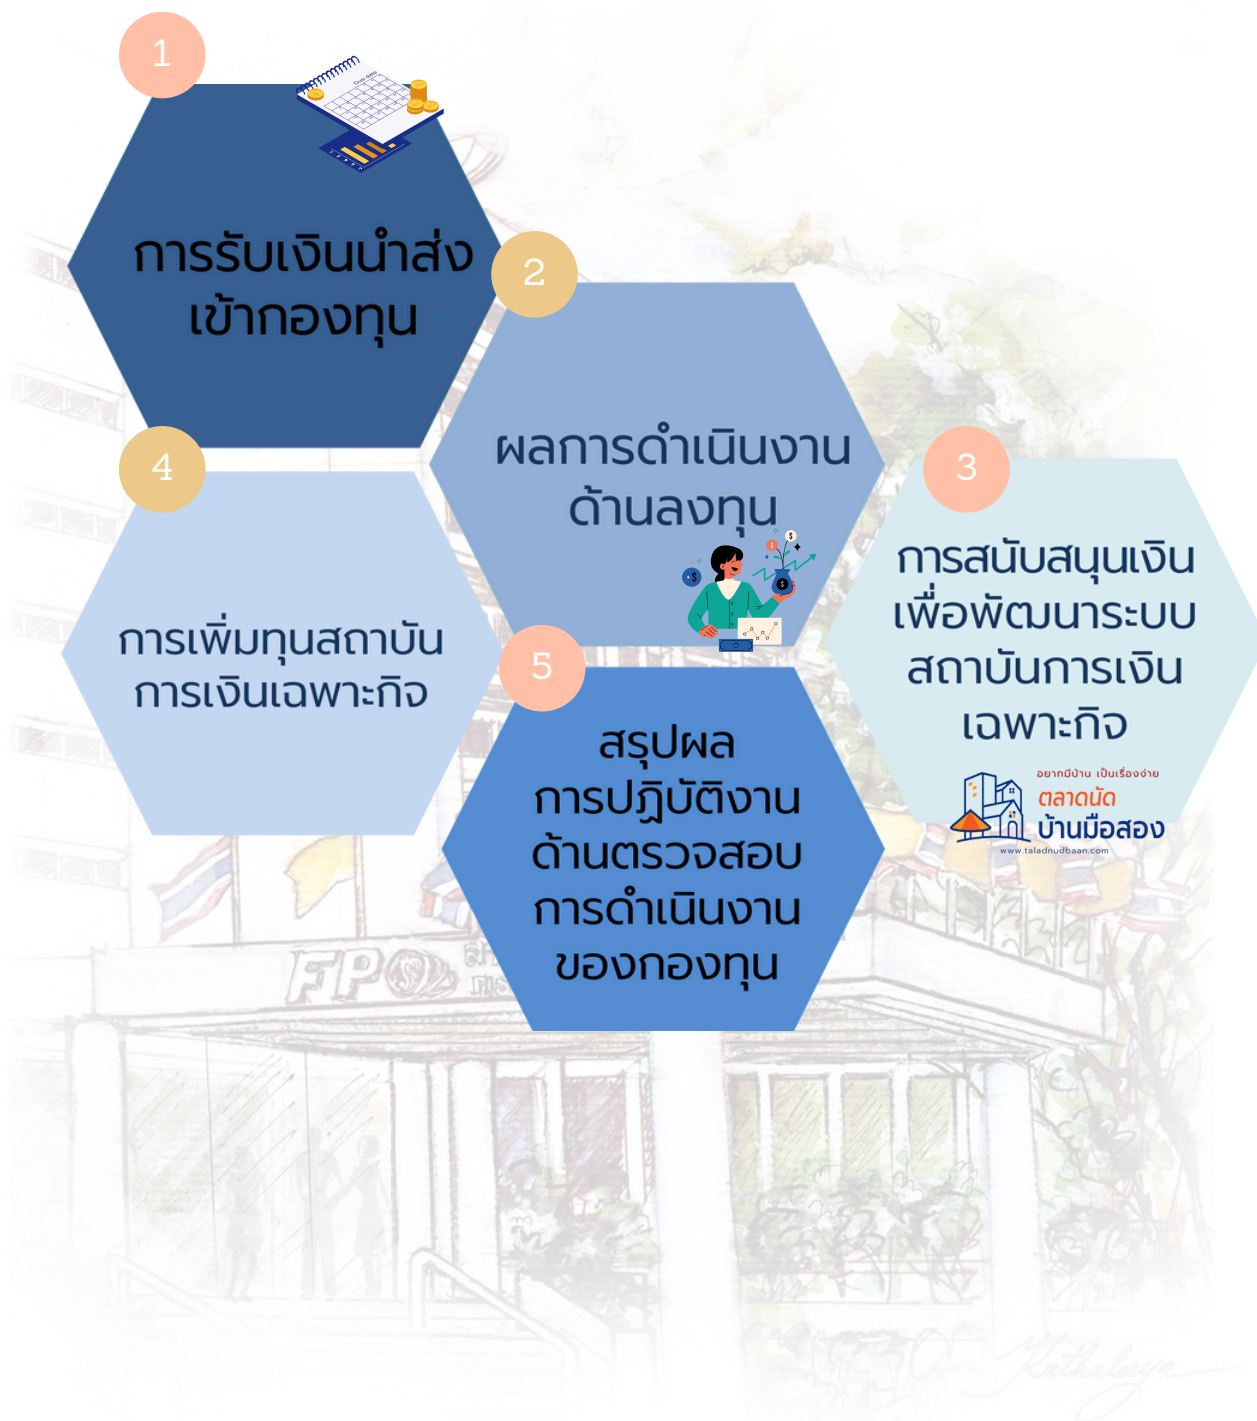 1
Due date
การรับเงินนำส่ง
เข้ากองทุน
2
ผลการดำเนินงาน
ด้านลงทุน
3
การสนับสนุนเงิน
เพื่อพัฒนาระบบ
สถาบันการเงิน
เฉพาะกิจ
อยากมีบ้าน เป็นเรื่องง่าย
ตลาดนัด
บ้านมือสอง
www.taladnudbaan.com
4
การเพิ่มทุนสถาบัน
การเงินเฉพาะกิจ
5
สรุปผล
การปฏิบัติงาน
ด้านตรวจสอบ
การดำเนินงาน
ของกองทุน
FPO
Kathaleeya